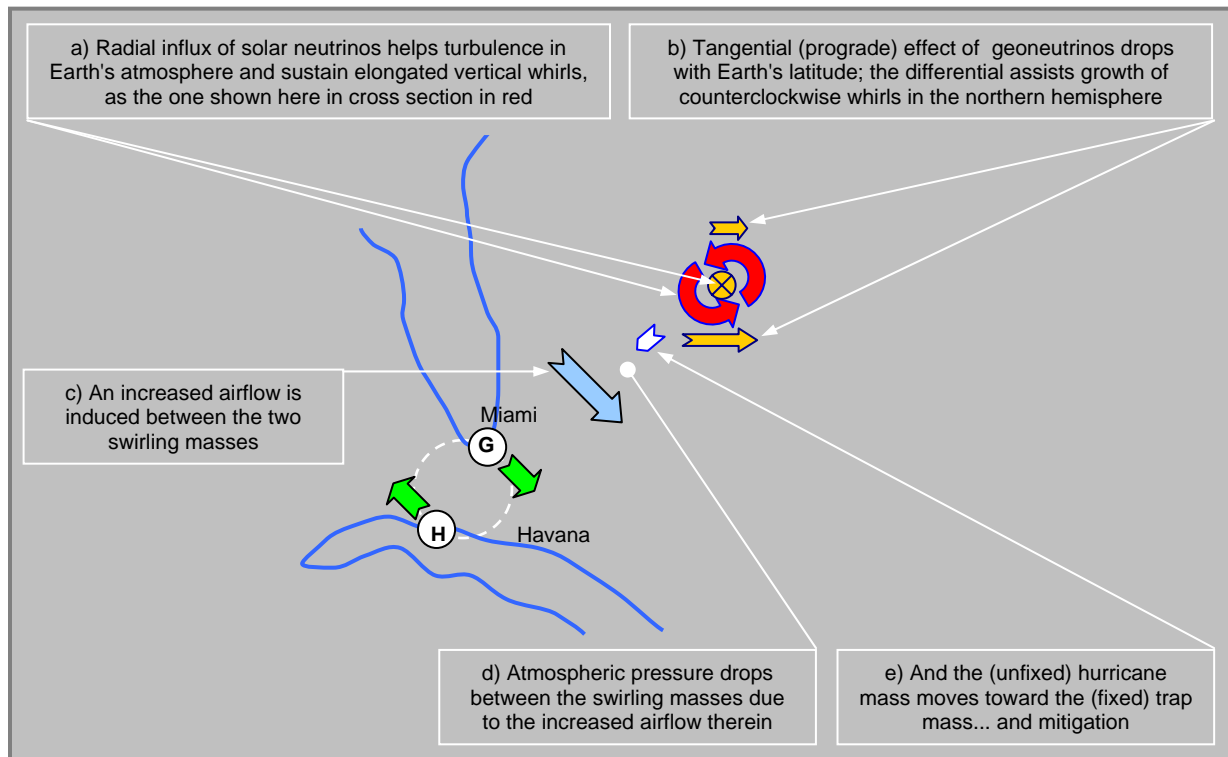 a) Radial influx of solar neutrinos helps turbulence in
Earth's atmosphere and sustain elongated vertical whirls,
as the one shown here in cross section in red
b) Tangential (prograde) effect of  geoneutrinos drops
with Earth's latitude; the differential assists growth of
counterclockwise whirls in the northern hemisphere
c) An increased airflow is
induced between the two
swirling masses
Miami
G
H
Havana
d) Atmospheric pressure drops
between the swirling masses due
to the increased airflow therein
e) And the (unfixed) hurricane
mass moves toward the (fixed) trap
mass... and mitigation